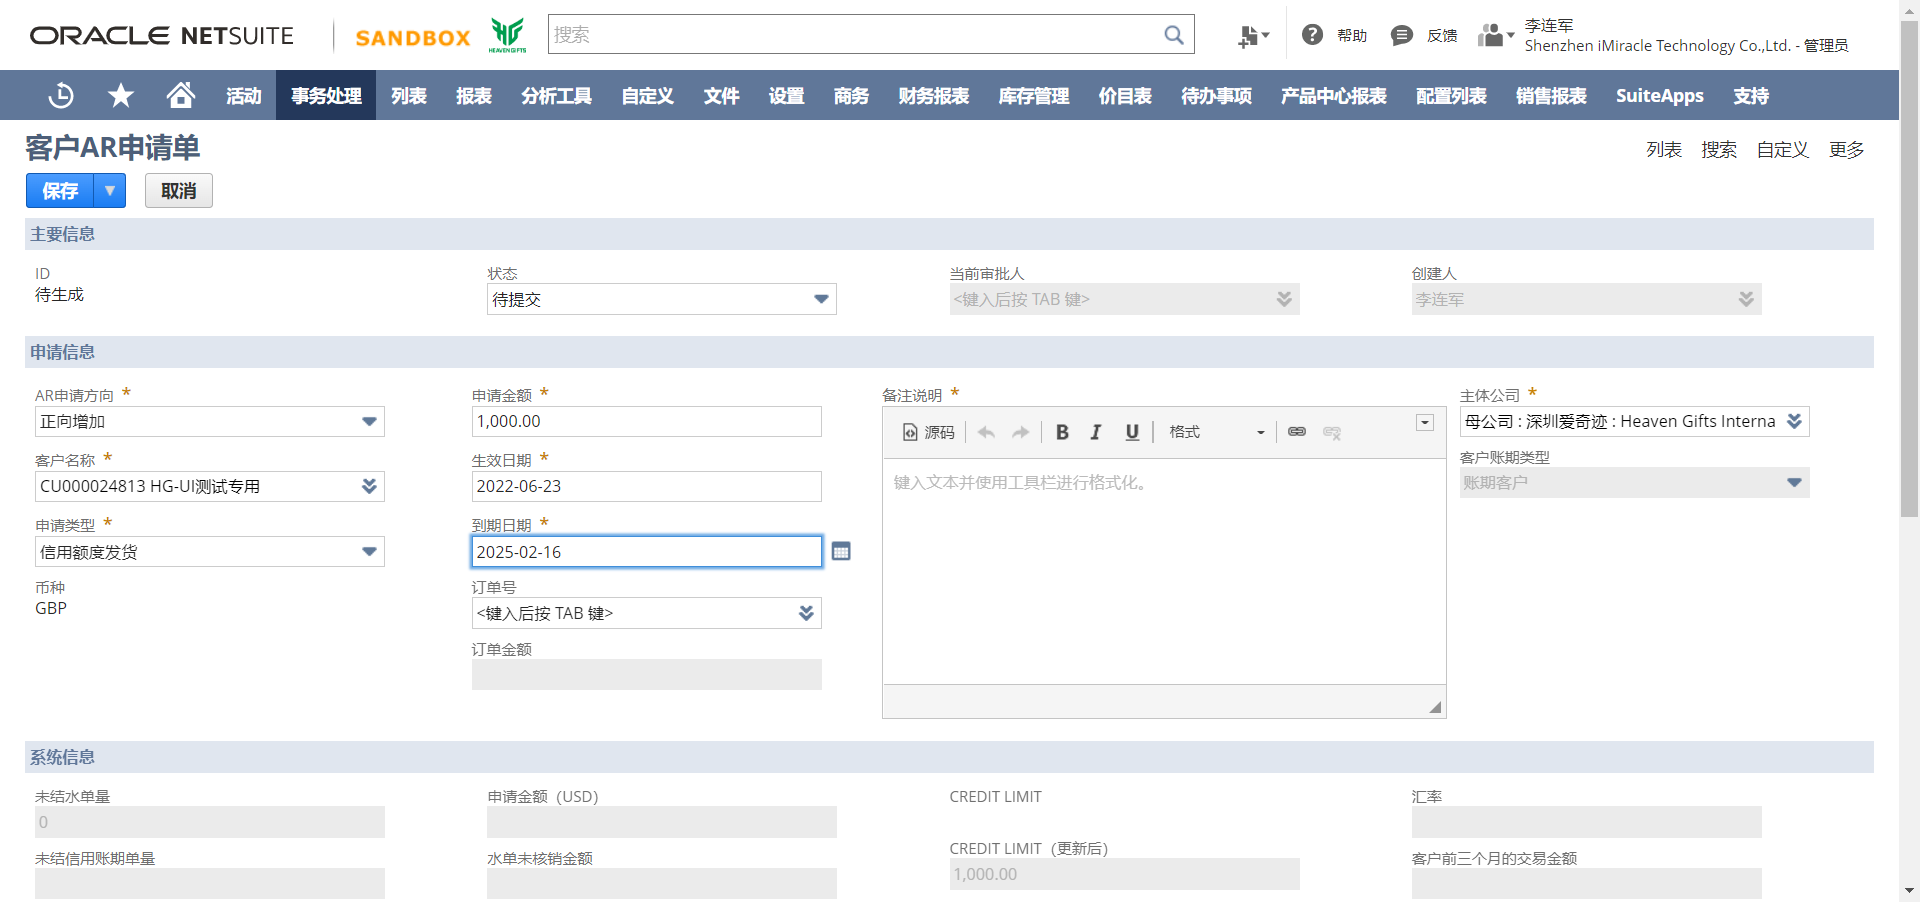 ORACLE NETSUITE
SANDBOX
HEAVEN GIFTS
搜索
帮助
反馈
李连军
Shenzhen iMiracle Technology Co.,Ltd. - 管理员
活动 事务处理 列表 报表 分析工具 自定义 文件 设置 商务 财务报表 库存管理 价目表 待办事项 产品中心报表 配置列表 销售报表 SuiteApps 支持
客户AR申请单
列表 搜索 自定义 更多
保存
取消
主要信息
ID
待生成
状态
待提交
当前审批人
<键入后按 TAB 键>
创建人
李连军
申请信息
AR申请方向 *
正向增加
客户名称 *
CU000024813 HG-UI测试专用
申请类型 *
信用额度发货
币种
GBP
申请金额 *
1,000.00
生效日期 *
2022-06-23
到期日期 *
2025-02-16
订单号
<键入后按 TAB 键>
订单金额
备注说明 *
源码 B I U 格式
键入文本并使用工具栏进行格式化。
主体公司 *
母公司 : 深圳爱奇迹 : Heaven Gifts Interna
客户账期类型
账期客户
系统信息
未结水单量
0
未结信用账期单量
申请金额（USD）
水单未核销金额
CREDIT LIMIT
CREDIT LIMIT（更新后）
1,000.00
汇率
客户前三个月的交易金额